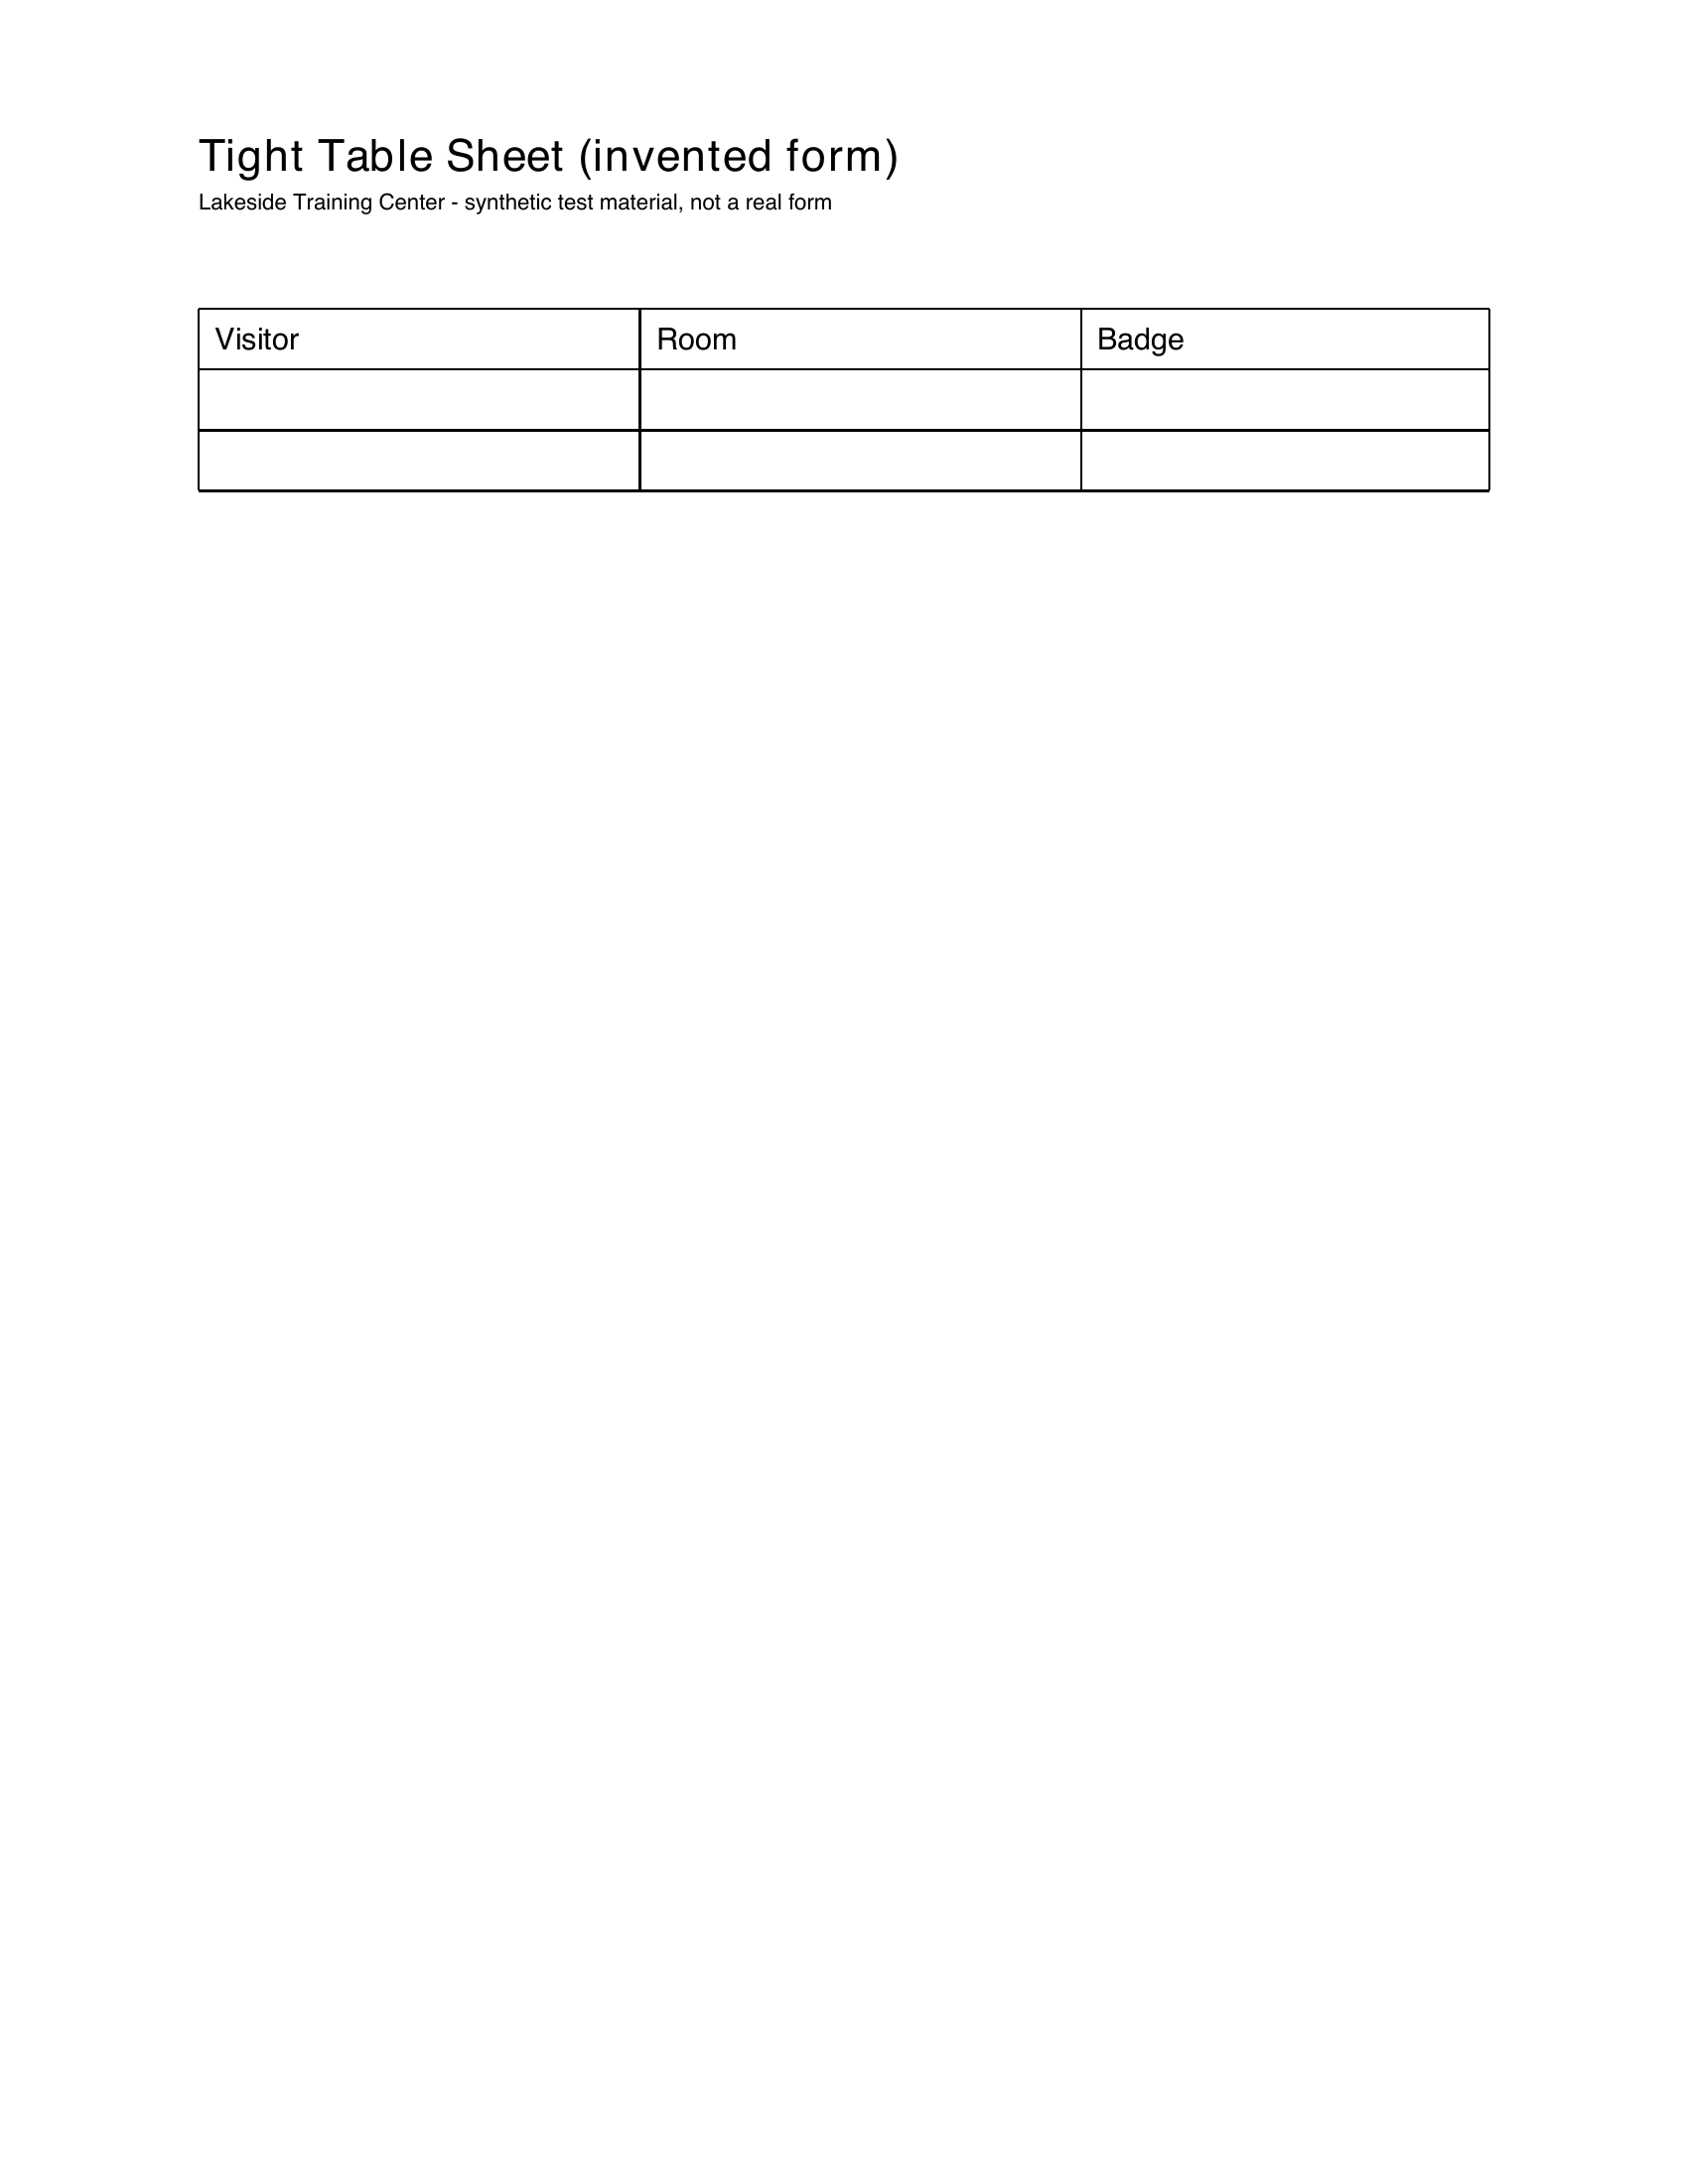 Tight Table Sheet (invented form)
Lakeside Training Center - synthetic test material, not a real form
Visitor Room Badge